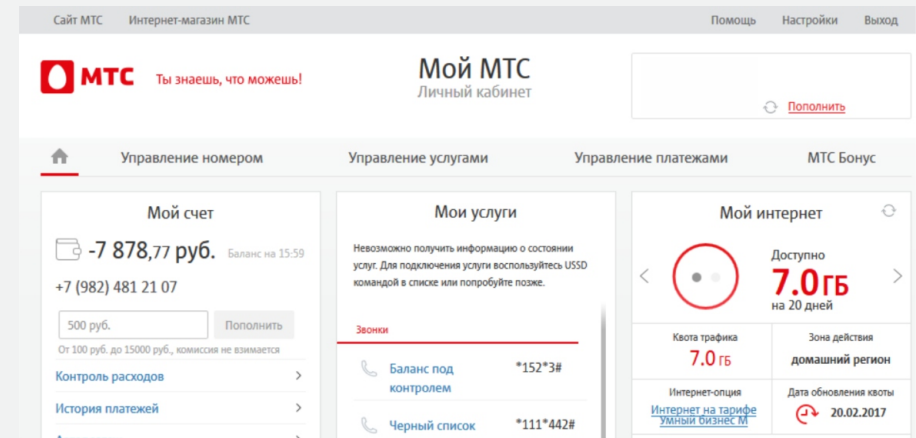 Сайт МТС Интернет-магазин МТС Помощь Настройки Выход
МТС Ты знаешь, что можешь!
Мой МТС
Личный кабинет
Пополнить
Управление номером Управление услугами Управление платежами МТС Бонус
Мой счет
-7 878,77 руб. Баланс на 15:59
+7 (982) 481 21 07
500 руб. Пополнить
От 100 руб. до 15000 руб., комиссия не взимается
Контроль расходов
История платежей
Мои услуги
Невозможно получить информацию о состоянии
услуг. Для подключения услуги воспользуйтесь USSD
командой в списке или попробуйте позже.
Звонки
Баланс под *152*3#
контролем
Черный список *111*442#
Мой интернет
Доступно
7.0 ГБ
на 20 дней
Квота трафика
7.0 ГБ
Зона действия
домашний регион
Интернет-опция
Интернет на тарифе
Умный бизнес M
Дата обновления квоты
20.02.2017